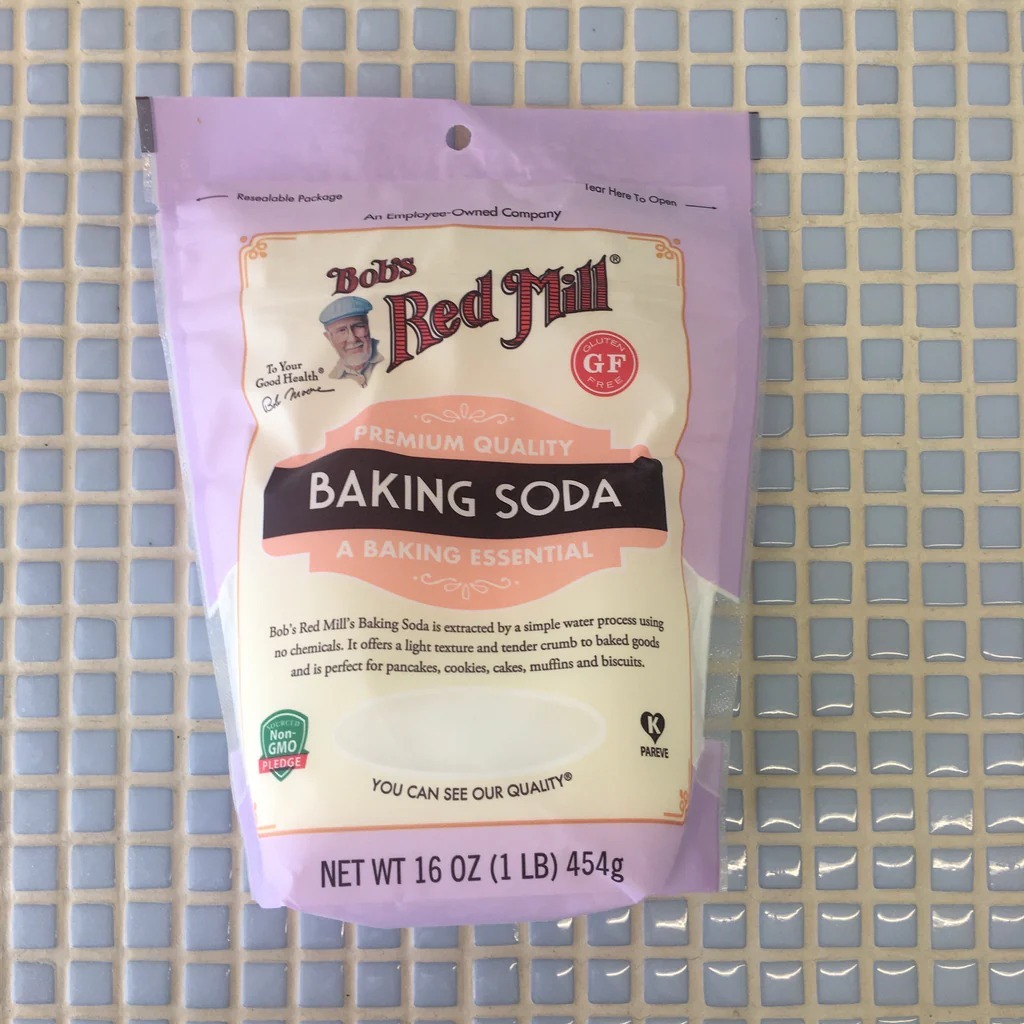 Resealable Package
Tear Here To Open
An Employee-Owned Company
Bob's
Red Mill®
To Your
Good Health®
Bob Moore
GLUTEN
GF
FREE
PREMIUM QUALITY
BAKING SODA
A BAKING ESSENTIAL
Bob's Red Mill's Baking Soda is extracted by a simple water process using
no chemicals. It offers a light texture and tender crumb to baked goods
and is perfect for pancakes, cookies, cakes, muffins and biscuits.
SOURCED
Non-
GMO
PLEDGE
K
PAREVE
YOU CAN SEE OUR QUALITY®
NET WT 16 OZ (1 LB) 454g